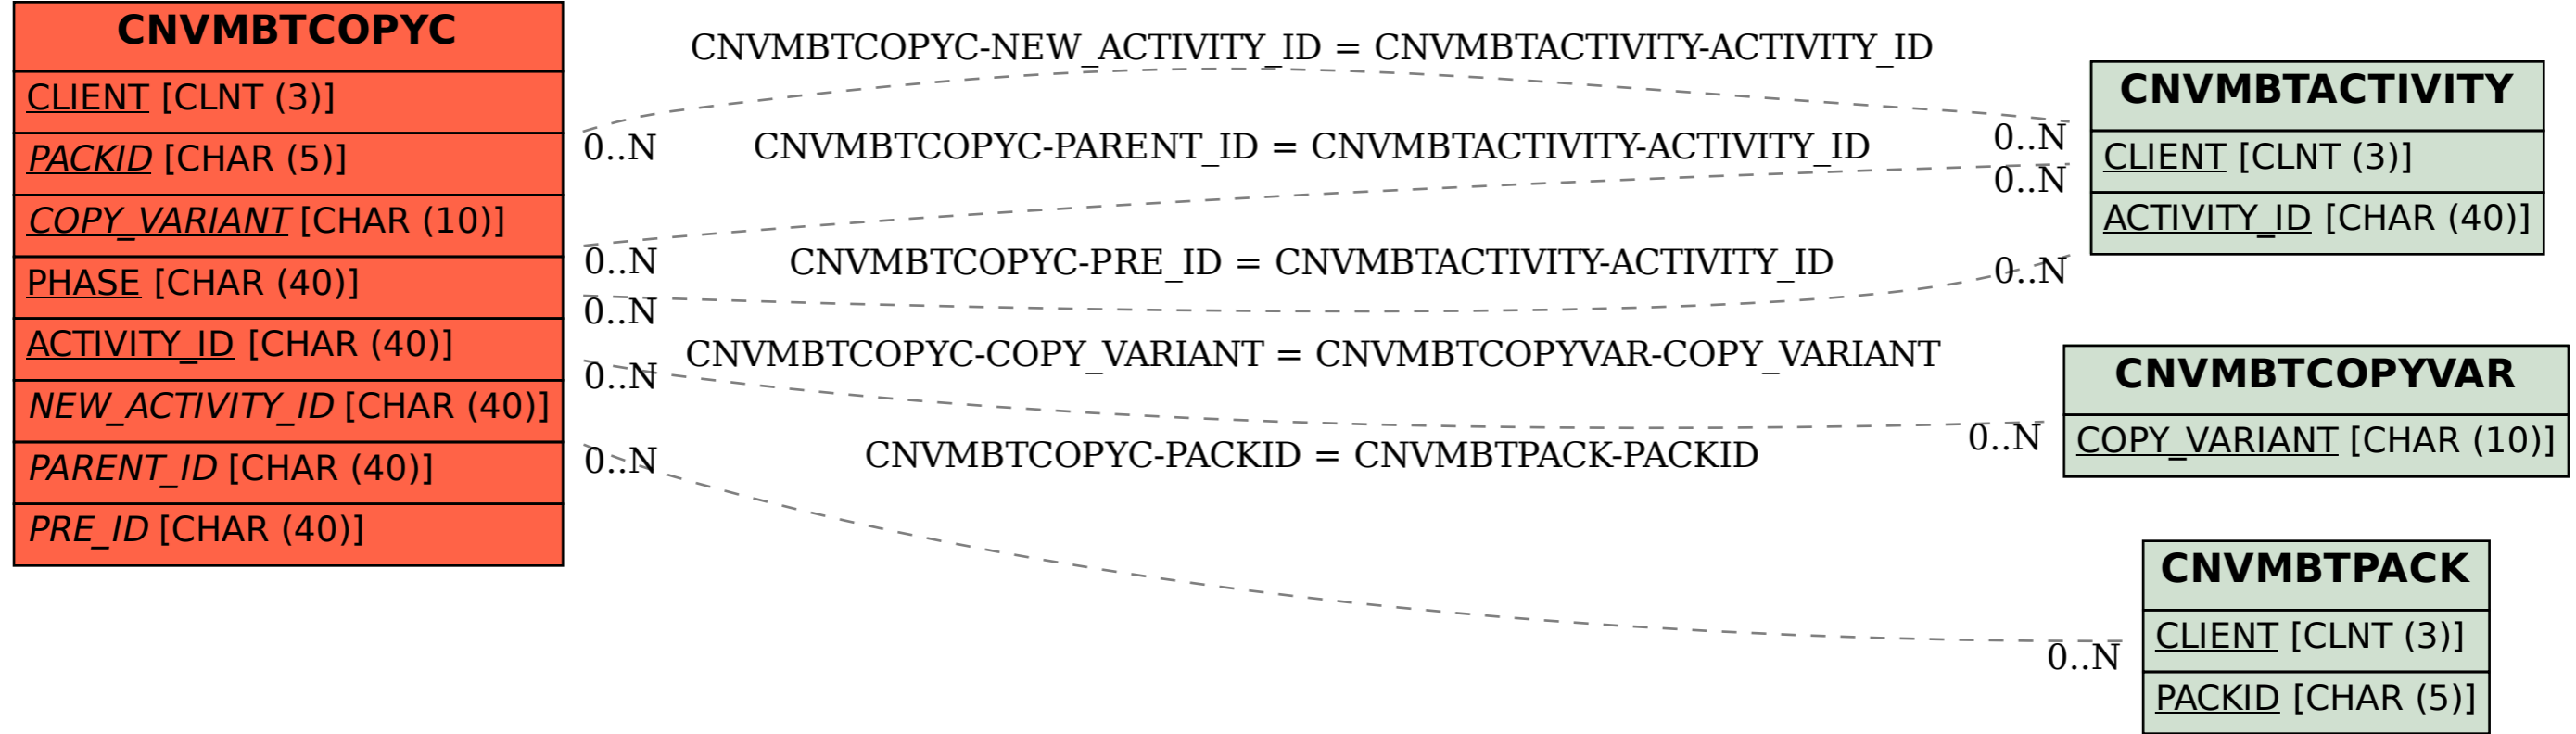 CNVMBTCOPYC
CLIENT [CLNT (3)]
PACKID [CHAR (5)]
COPY_VARIANT [CHAR (10)]
PHASE [CHAR (40)]
ACTIVITY_ID [CHAR (40)]
NEW_ACTIVITY_ID [CHAR (40)]
PARENT_ID [CHAR (40)]
PRE_ID [CHAR (40)]
CNVMBTCOPYC-NEW_ACTIVITY_ID = CNVMBTACTIVITY-ACTIVITY_ID
0..N
0..N
CNVMBTCOPYC-PARENT_ID = CNVMBTACTIVITY-ACTIVITY_ID
0..N
0..N
CNVMBTCOPYC-PRE_ID = CNVMBTACTIVITY-ACTIVITY_ID
0..N
0..N
CNVMBTCOPYC-COPY_VARIANT = CNVMBTCOPYVAR-COPY_VARIANT
0..N
0..N
CNVMBTCOPYC-PACKID = CNVMBTPACK-PACKID
0..N
0..N
CNVMBTACTIVITY
CLIENT [CLNT (3)]
ACTIVITY_ID [CHAR (40)]
CNVMBTCOPYVAR
COPY_VARIANT [CHAR (10)]
CNVMBTPACK
CLIENT [CLNT (3)]
PACKID [CHAR (5)]